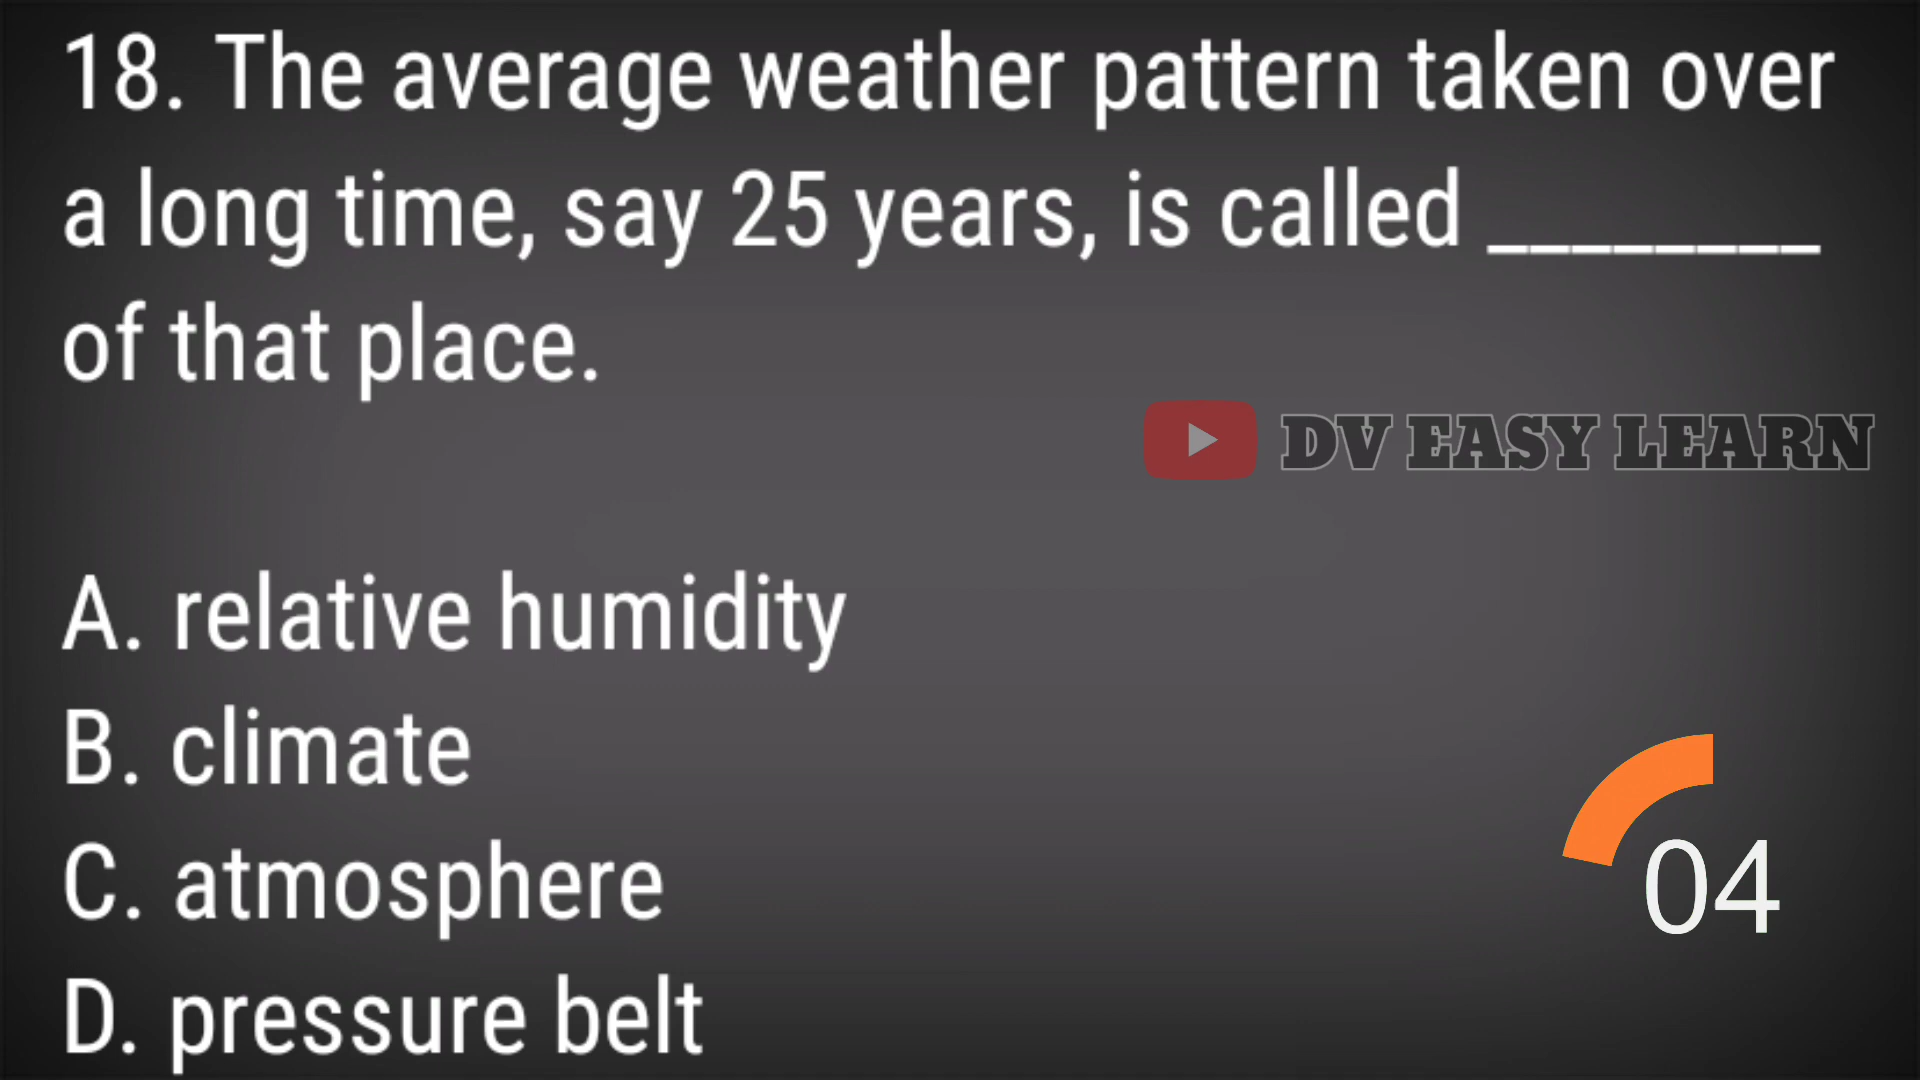 18. The average weather pattern taken over
a long time, say 25 years, is called ________
of that place.
DV EASY LEARN
A. relative humidity
B. climate
C. atmosphere
D. pressure belt
04